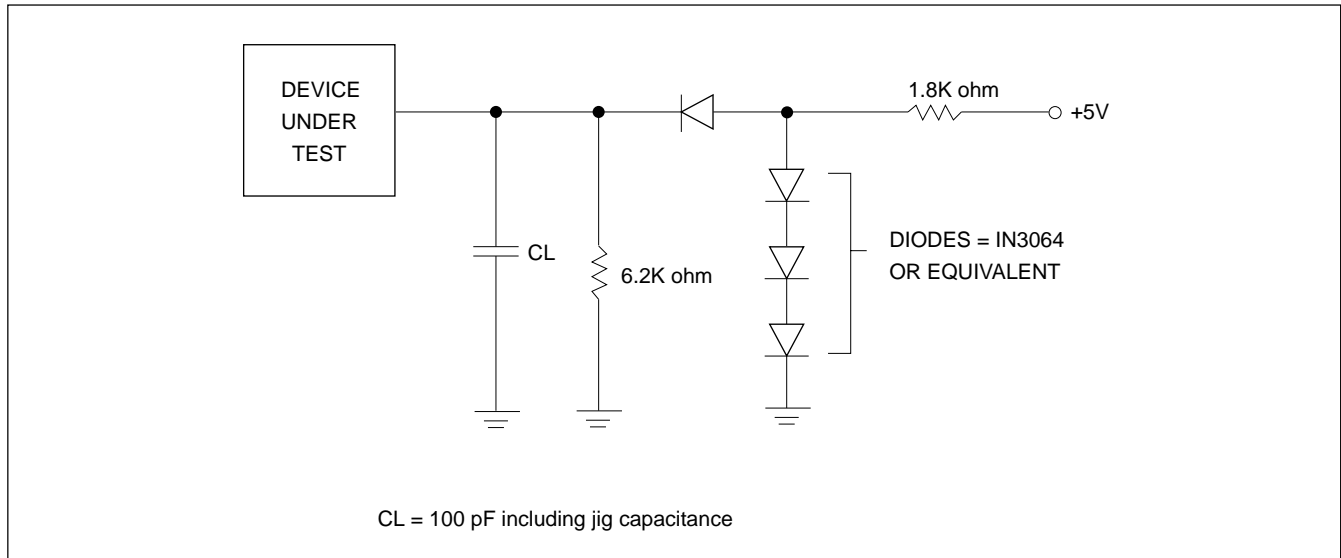 DEVICE
UNDER
TEST
1.8K ohm
+5V
CL
6.2K ohm
DIODES = IN3064
OR EQUIVALENT
CL = 100 pF including jig capacitance